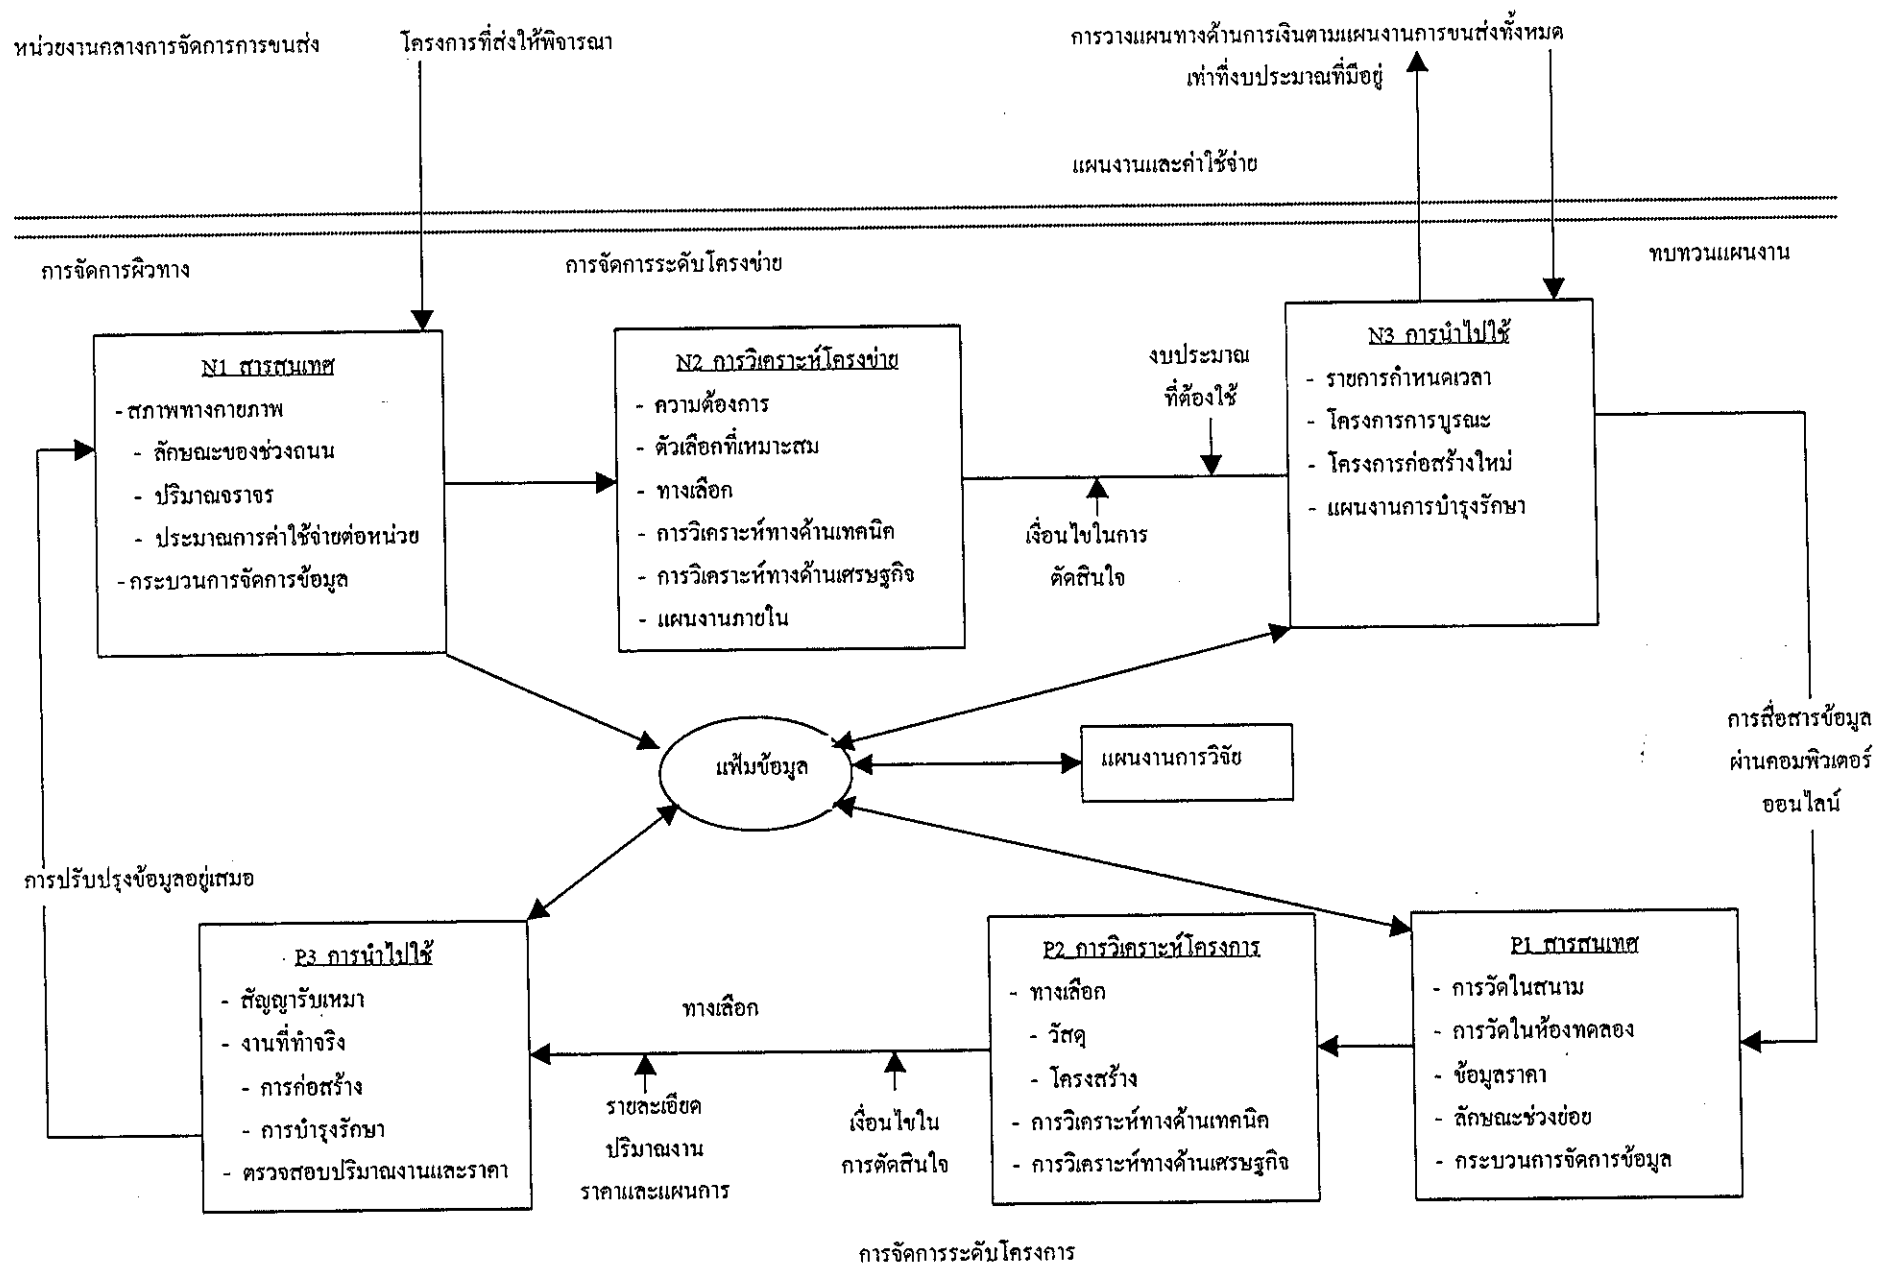 หน่วยงานกลางการจัดการการขนส่ง
โครงการที่ส่งให้พิจารณา
การวางแผนทางด้านการเงินตามแผนงานการขนส่งทั้งหมด
เท่าที่งบประมาณที่มีอยู่
แผนงานและค่าใช้จ่าย
การจัดการผิวทาง
การจัดการระดับโครงข่าย
ทบทวนแผนงาน
N1 สารสนเทศ
- สภาพทางกายภาพ
- ลักษณะของช่วงถนน
- ปริมาณจราจร
- ประมาณการค่าใช้จ่ายต่อหน่วย
- กระบวนการจัดการข้อมูล
N2 การวิเคราะห์โครงข่าย
- ความต้องการ
- ตัวเลือกที่เหมาะสม
- ทางเลือก
- การวิเคราะห์ทางด้านเทคนิค
- การวิเคราะห์ทางด้านเศรษฐกิจ
- แผนงานภายใน
งบประมาณ
ที่ต้องใช้
เงื่อนไขในการ
ตัดสินใจ
N3 การนำไปใช้
- รายการกำหนดเวลา
- โครงการการบูรณะ
- โครงการก่อสร้างใหม่
- แผนงานการบำรุงรักษา
แฟ้มข้อมูล
แผนงานการวิจัย
การสื่อสารข้อมูล
ผ่านคอมพิวเตอร์
ออนไลน์
การปรับปรุงข้อมูลอยู่เสมอ
P3 การนำไปใช้
- สัญญารับเหมา
- งานที่ทำจริง
- การก่อสร้าง
- การบำรุงรักษา
- ตรวจสอบปริมาณงานและราคา
ทางเลือก
รายละเอียด
ปริมาณงาน
ราคาและแผนการ
เงื่อนไขใน
การตัดสินใจ
P2 การวิเคราะห์โครงการ
- ทางเลือก
- วัสดุ
- โครงสร้าง
- การวิเคราะห์ทางด้านเทคนิค
- การวิเคราะห์ทางด้านเศรษฐกิจ
P1 สารสนเทศ
- การวัดในสนาม
- การวัดในห้องทดลอง
- ข้อมูลราคา
- ลักษณะช่วงย่อย
- กระบวนการจัดการข้อมูล
การจัดการระดับโครงการ